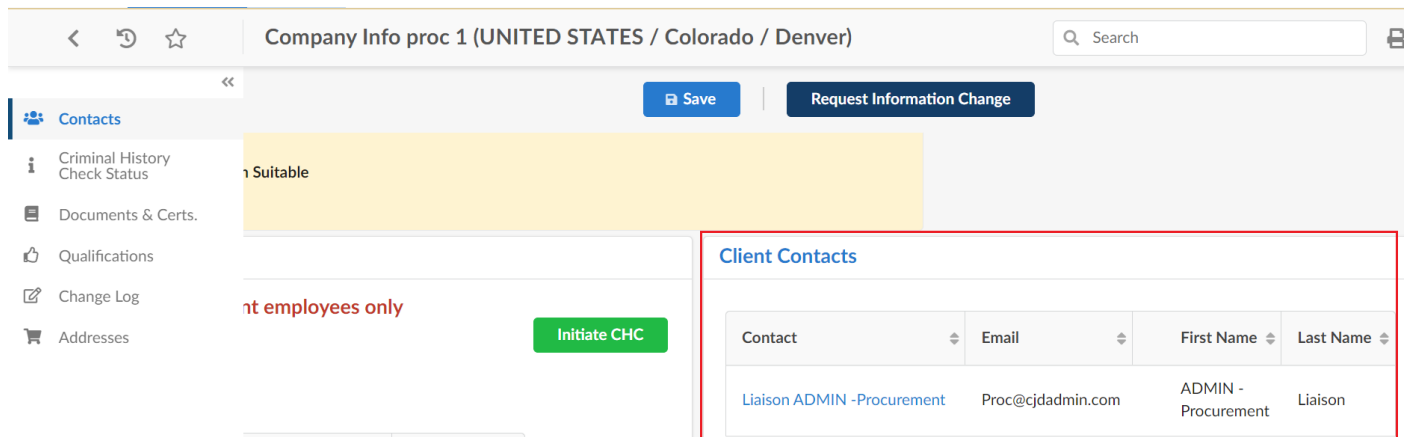 Company Info proc 1 (UNITED STATES / Colorado / Denver)
Search
Save
Request Information Change
Contacts
Criminal History
Check Status
Documents & Certs.
Qualifications
Change Log
Addresses
Suitable
Client Contacts
employees only
Initiate CHC
Contact Email First Name Last Name
Liaison ADMIN -Procurement Proc@cjdadmin.com ADMIN -
Procurement Liaison